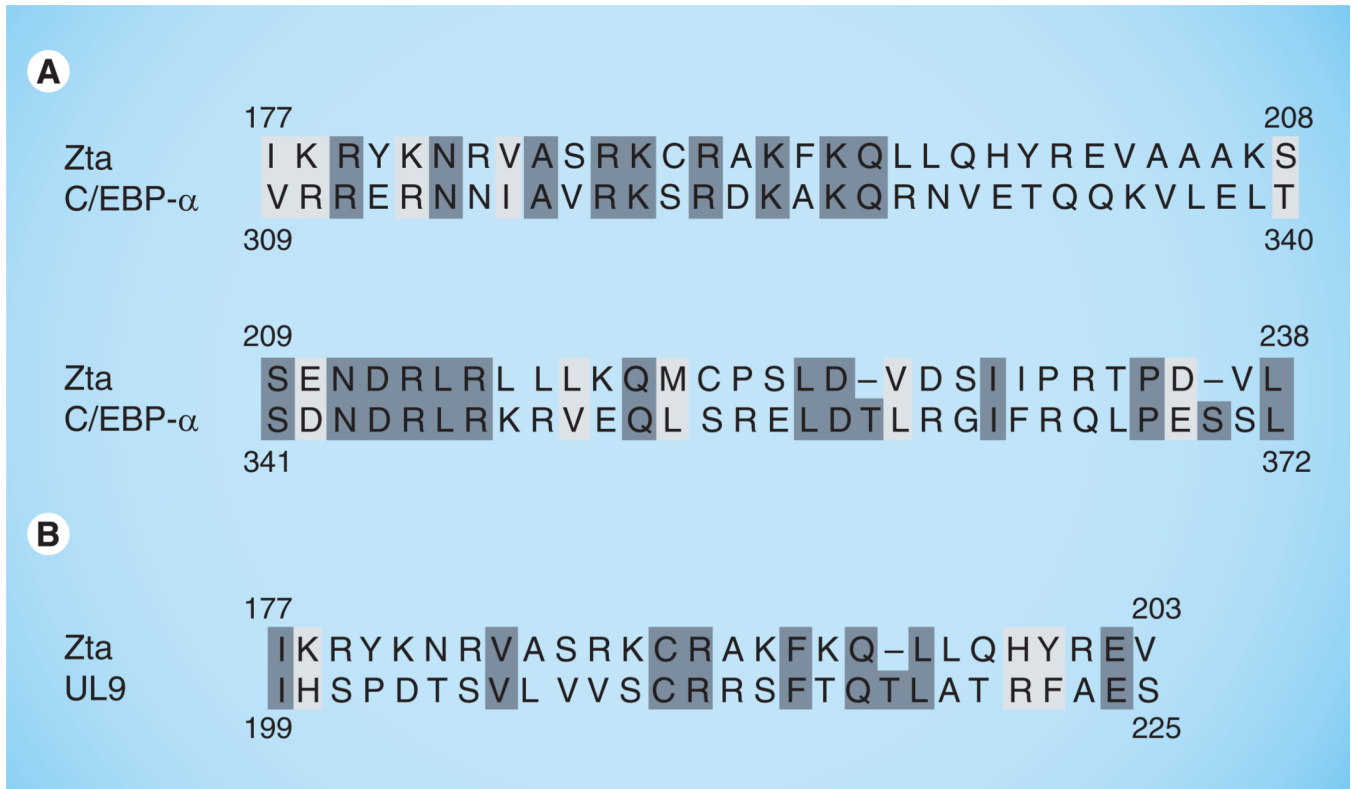 A
177 208
Zta I K R Y K N R V A S R K C R A K F K Q L L Q H Y R E V A A A K S
C/EBP-α V R R E R N N I A V R K S R D K A K Q R N V E T Q Q K V L E L T
309 340
209 238
Zta S E N D R L R L L L K Q M C P S L D – V D S I I P R T P D – V L
C/EBP-α S D N D R L R K R V E Q L S R E L D T L R G I F R Q L P E S S L
341 372
B
177 203
Zta I K R Y K N R V A S R K C R A K F K Q – L L Q H Y R E V
UL9 I H S P D T S V L V V S C R R S F T Q T L A T R F A E S
199 225